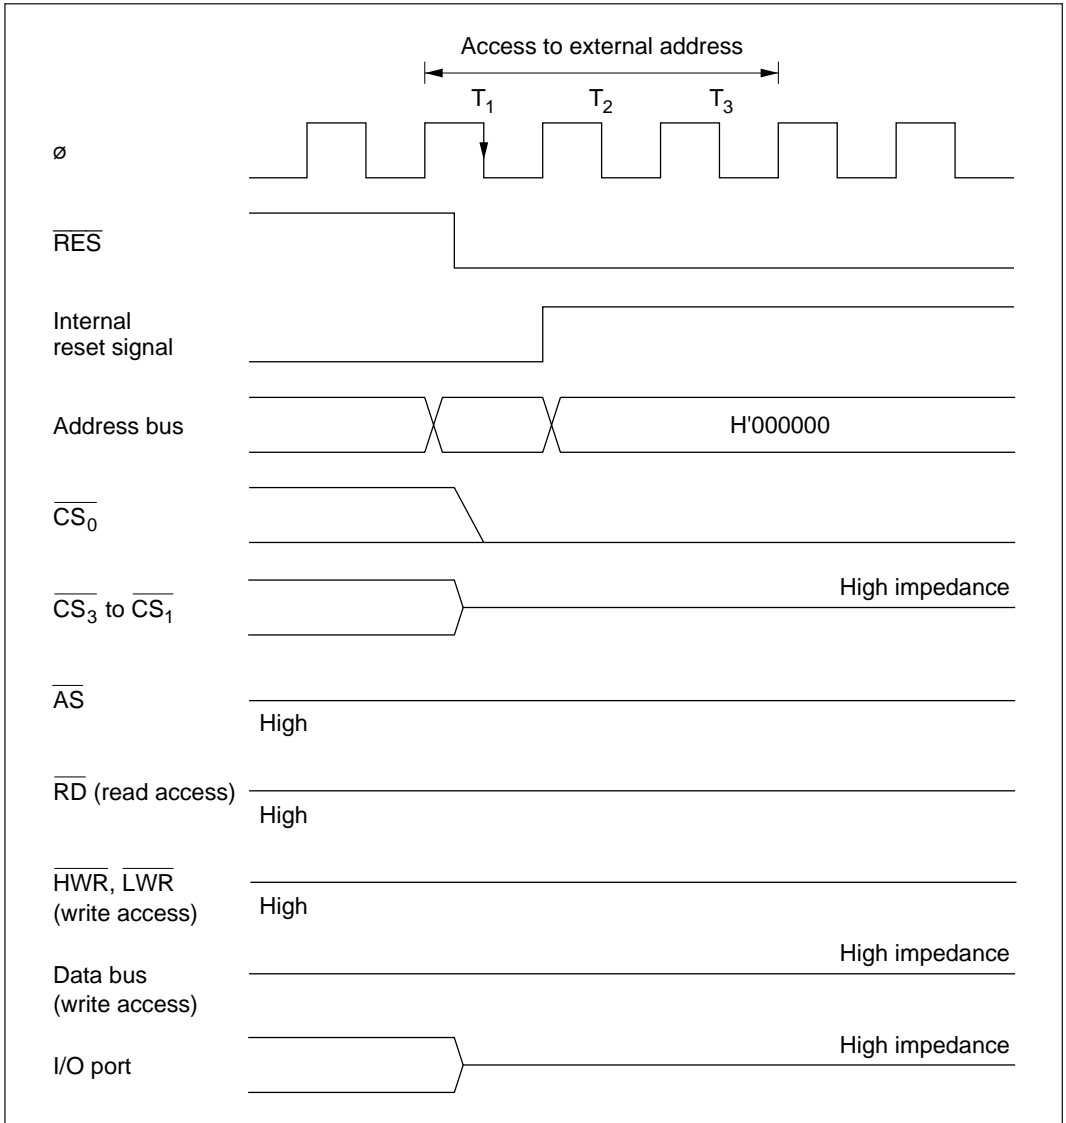 Access to external address
T1 T2 T3
ø
RES
Internal
reset signal
Address bus
H'000000
CS0
CS3 to CS1
High impedance
AS
High
RD (read access)
High
HWR, LWR
(write access)
High
Data bus
(write access)
High impedance
I/O port
High impedance